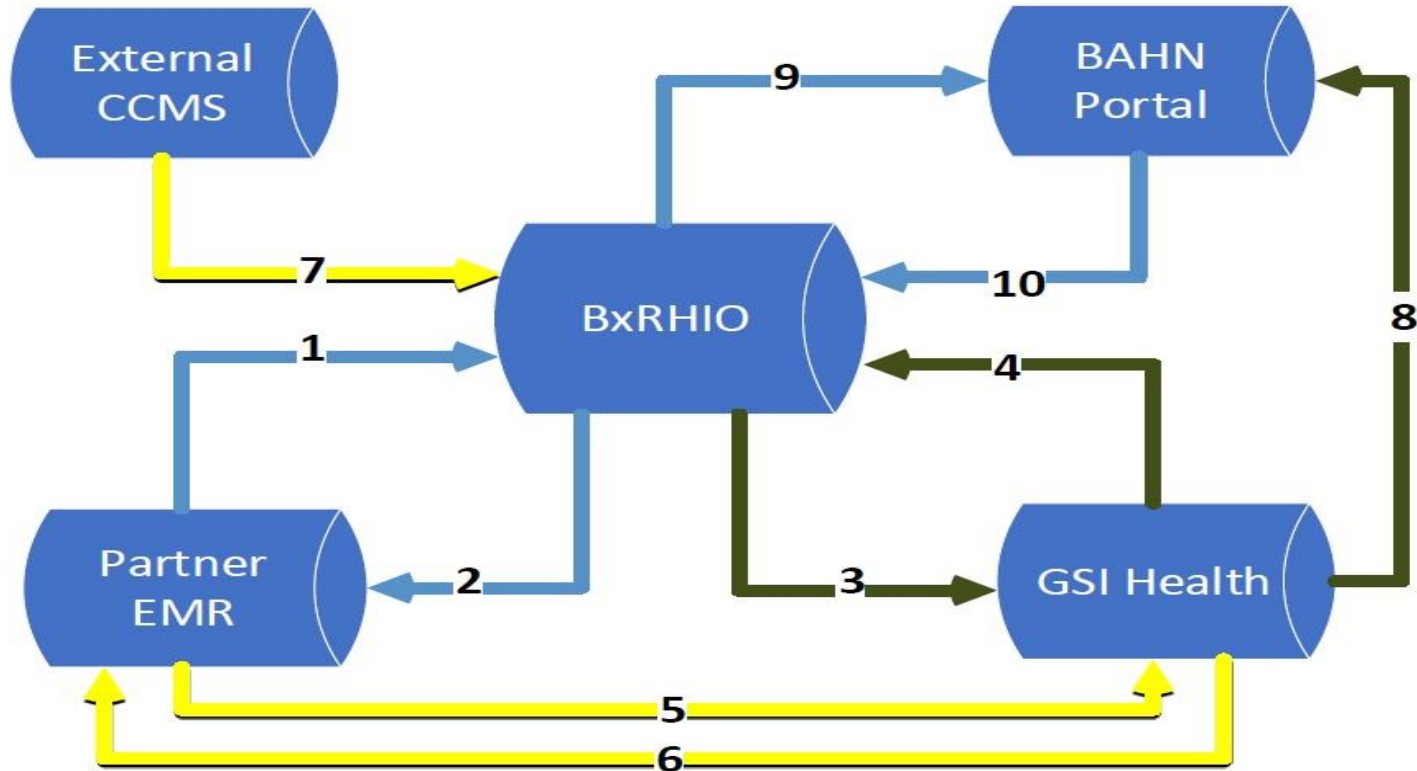 External
CCMS
9
BAHN
Portal
7
10
BxRHIO
8
1
4
2
3
Partner
EMR
GSI Health
5
6